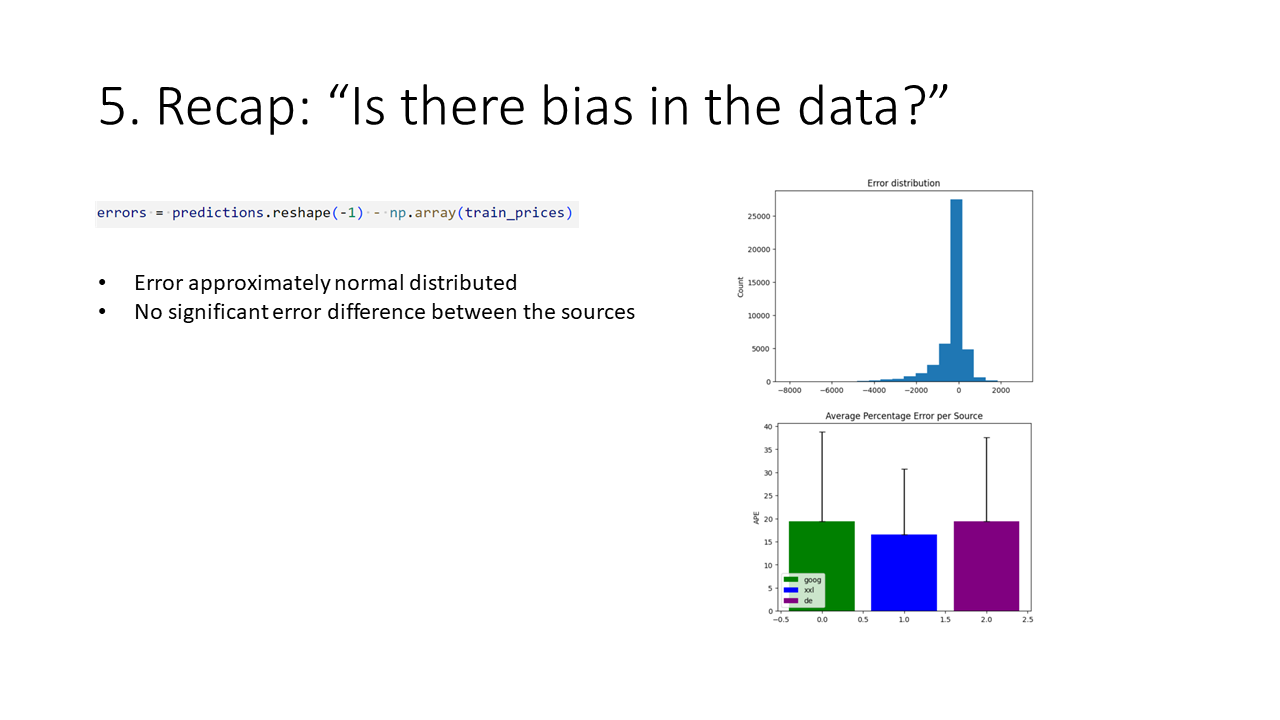 5. Recap: “Is there bias in the data?”
errors = predictions.reshape(-1) - np.array(train_prices)
• Error approximately normal distributed
• No significant error difference between the sources
Error distribution
25000
20000
15000
10000
5000
0
Count
−8000 −6000 −4000 −2000 0 2000
Average Percentage Error per Source
40
35
30
25
20
15
10
5
0
APE
goog
xxl
de
−0.5 0.0 0.5 1.0 1.5 2.0 2.5